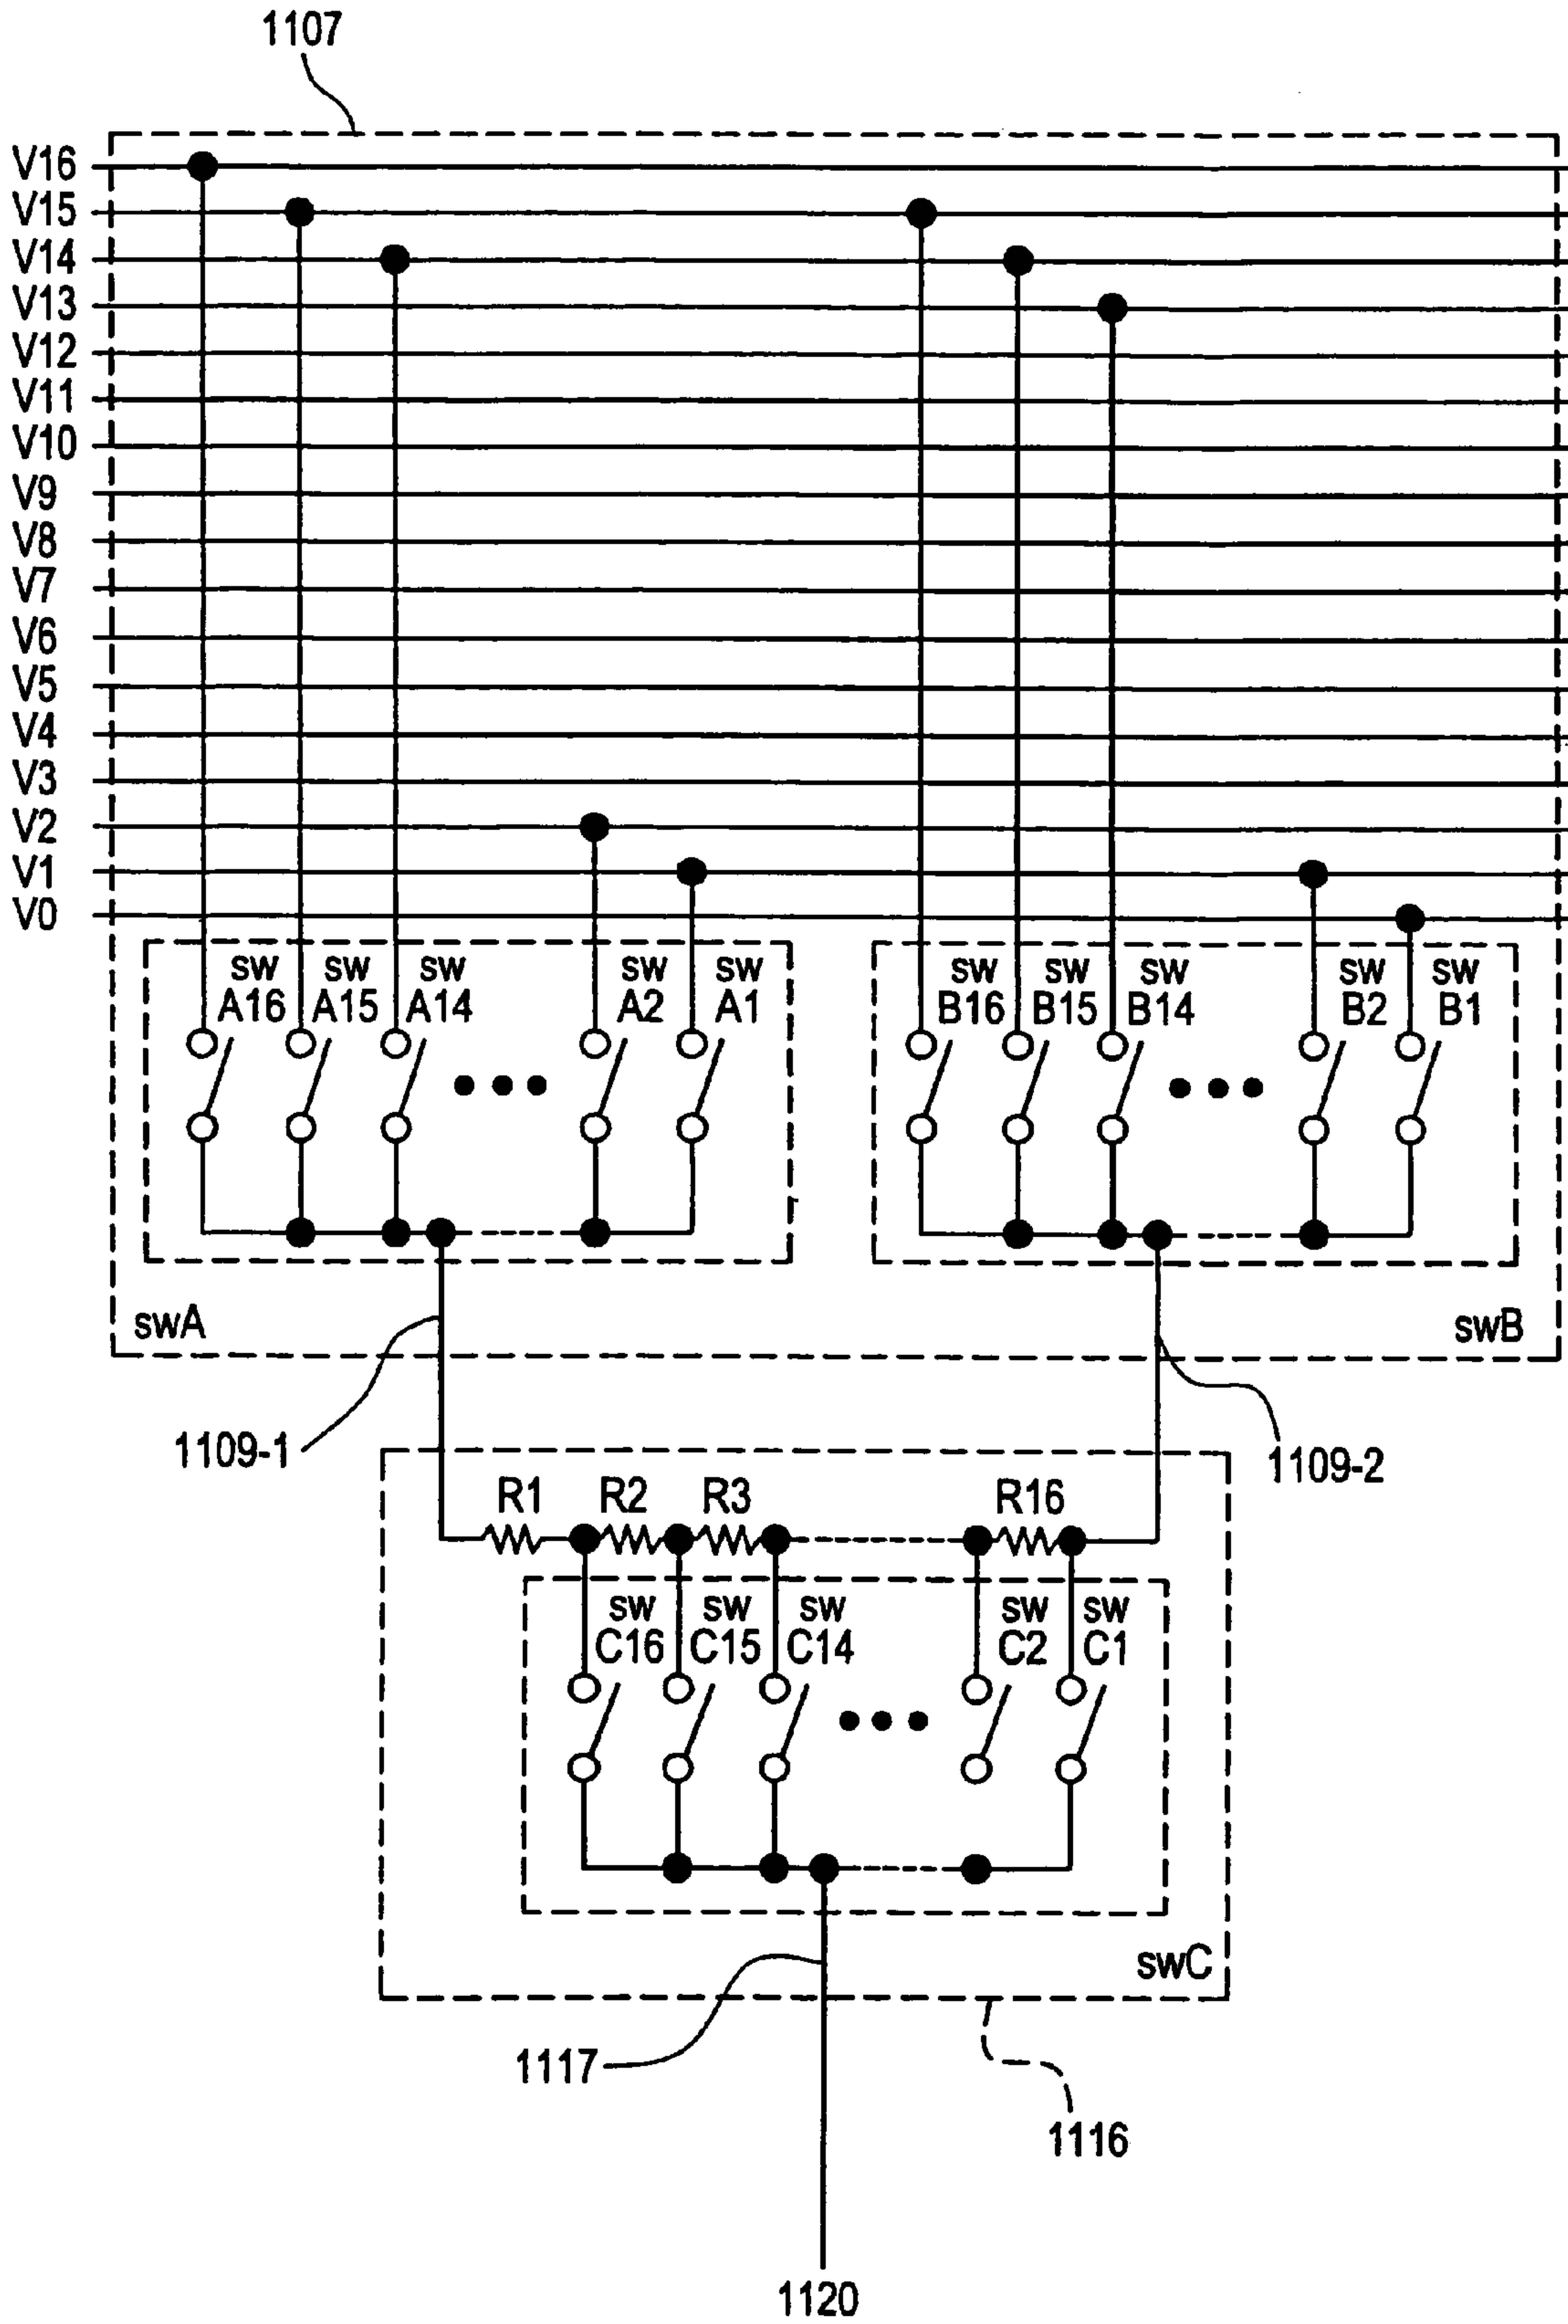 1107
V16
V15
V14
V13
V12
V11
V10
V9
V8
V7
V6
V5
V4
V3
V2
V1
V0
sw sw sw sw sw sw sw sw sw sw
A16 A15 A14 A2 A1 B16 B15 B14 B2 B1
swA swB
1109-1 1109-2
R1 R2 R3 R16
sw sw sw sw sw
C16 C15 C14 C2 C1
swC
1117
1116
1120